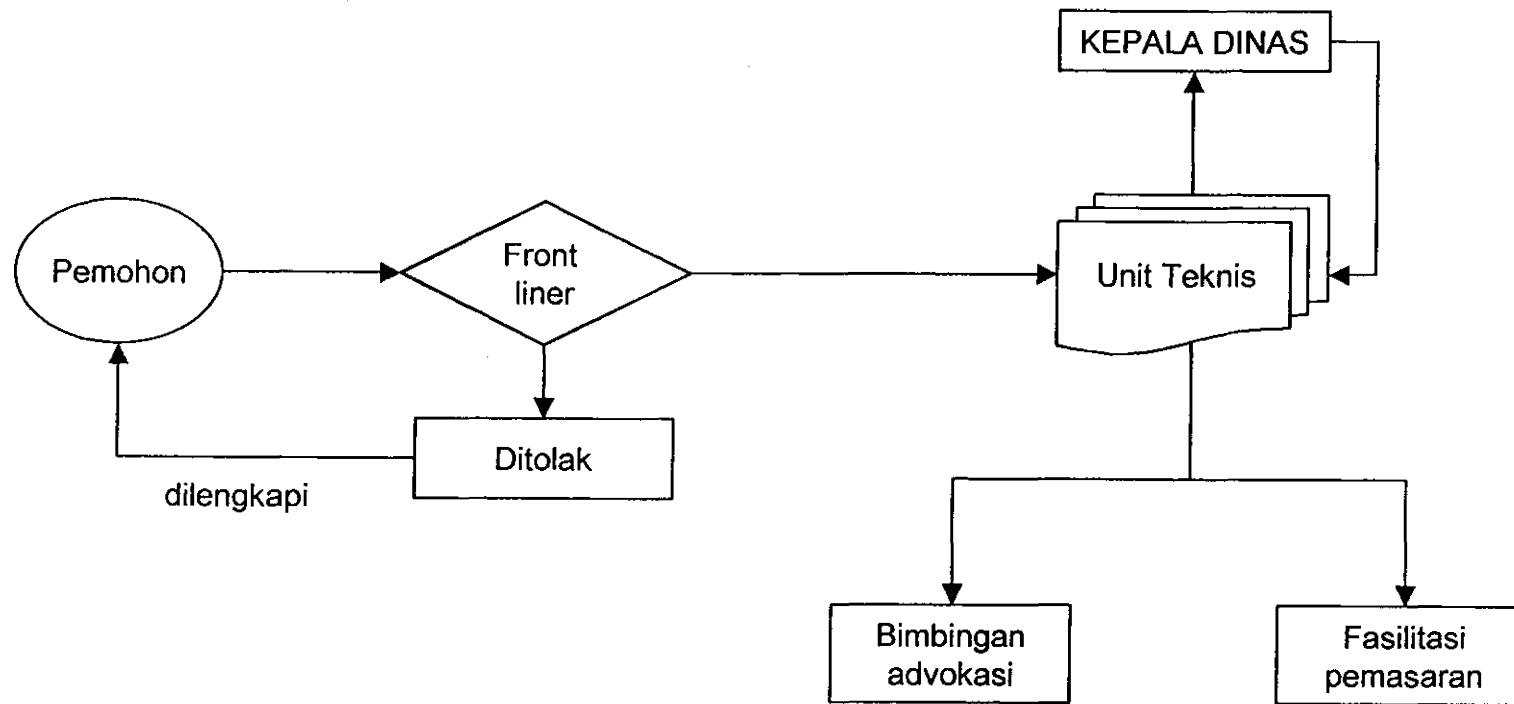 KEPALA DINAS
Pemohon
Front
liner
Unit Teknis
Ditolak
dilengkapi
Bimbingan
advokasi
Fasilitasi
pemasaran